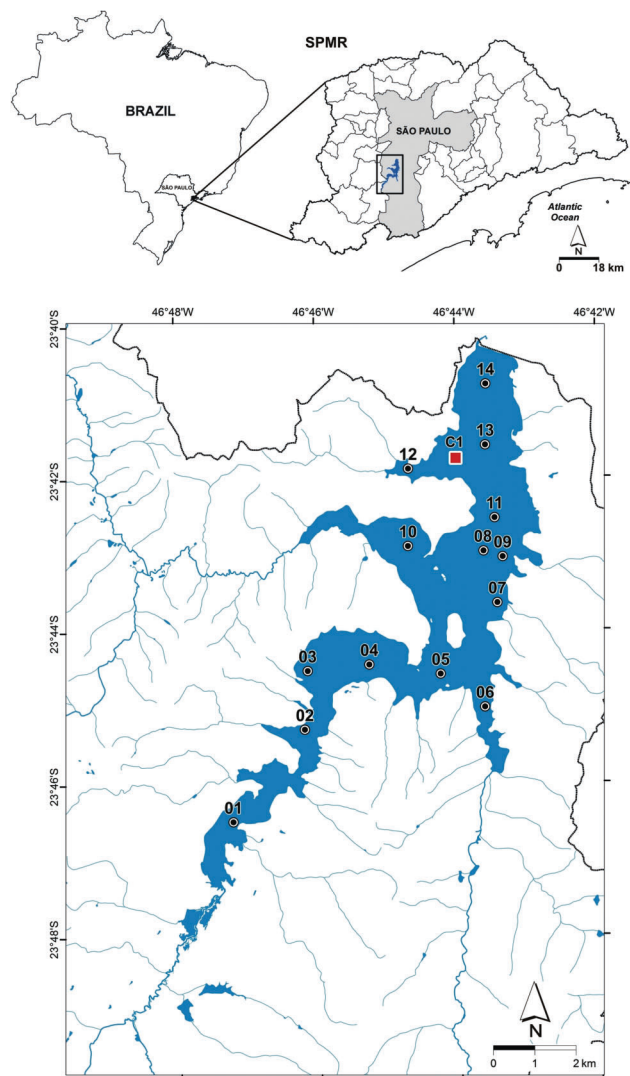 SPMR
BRAZIL
SÃO PAULO
SÃO PAULO
Atlantic
Ocean
N
0 18 km
46°48'W 46°46'W 46°44'W 46°42'W
23°40'S
14
13
C1
12
23°42'S
11
10
08
09
07
23°44'S
04
03
05
06
02
23°46'S
01
23°48'S
N
0 1 2 km